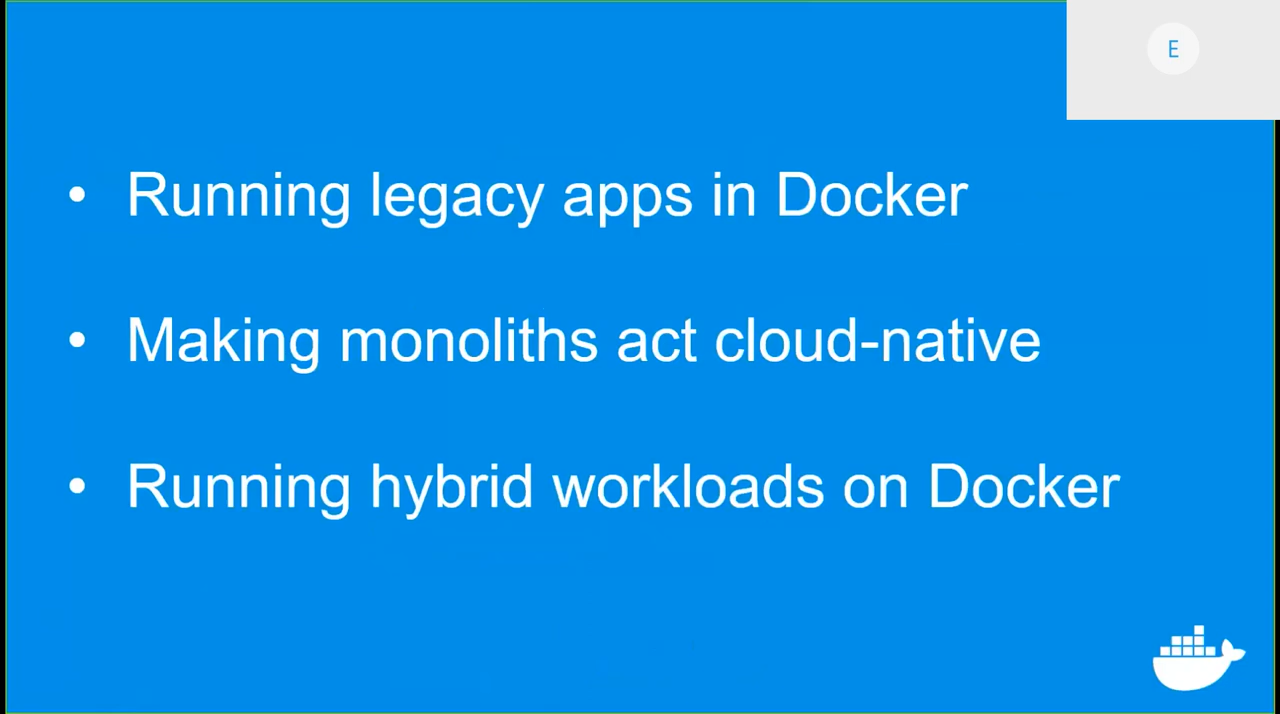 E
• Running legacy apps in Docker
• Making monoliths act cloud-native
• Running hybrid workloads on Docker